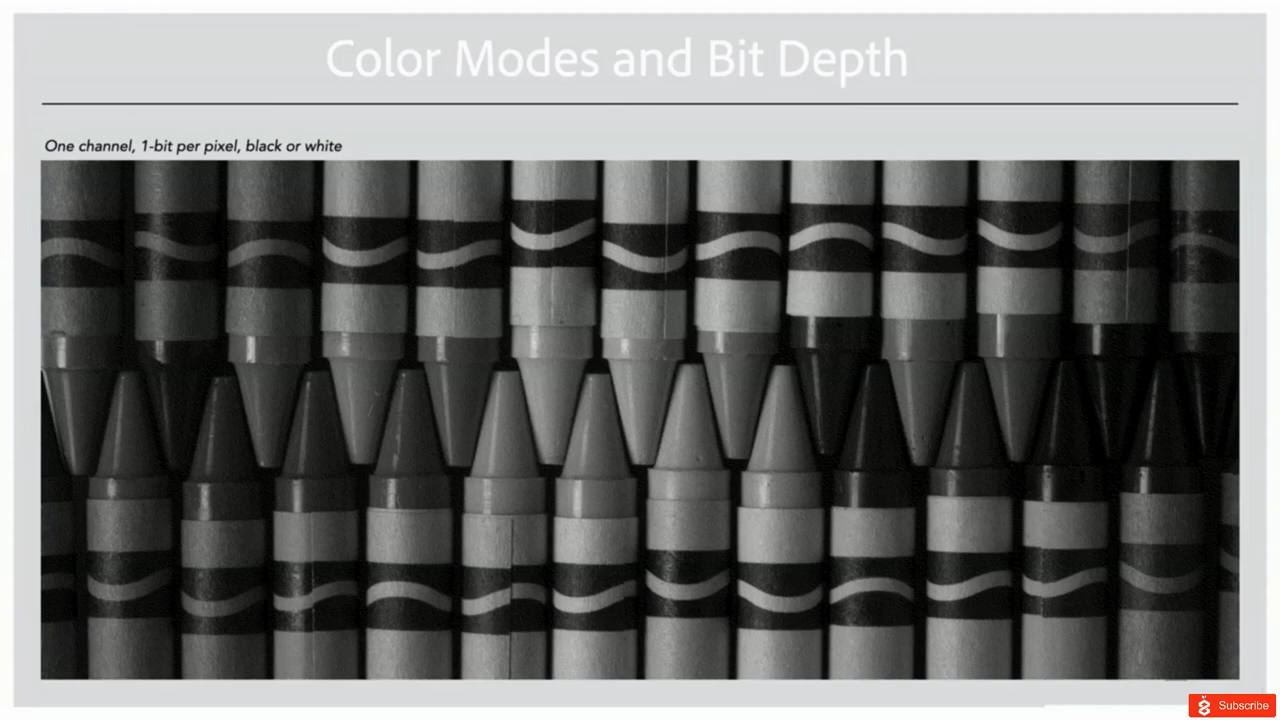 Color Modes and Bit Depth
One channel, 1-bit per pixel, black or white
Subscribe